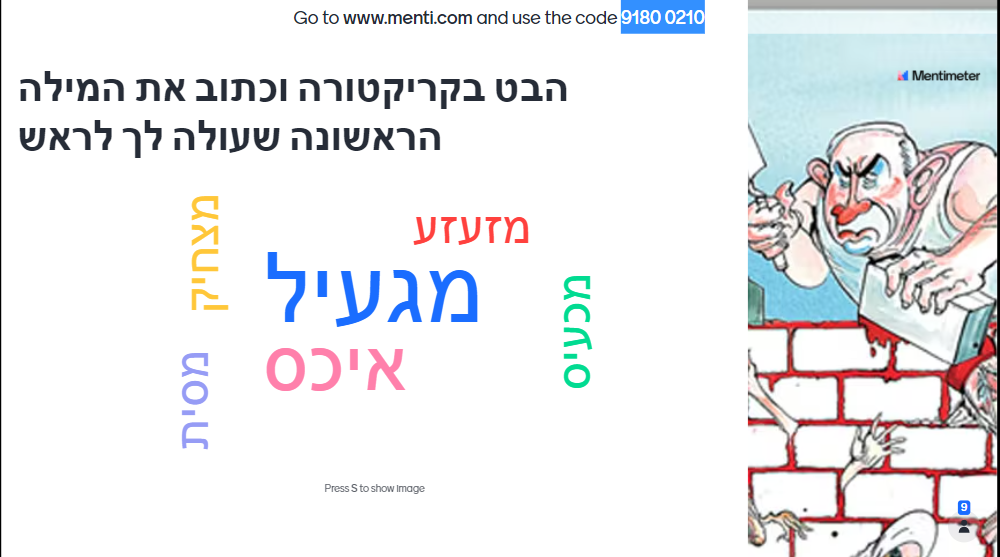 Go to www.menti.com and use the code 9180 0210
Mentimeter
הבט בקריקטורה וכתוב את המילה
הראשונה שעולה לך לראש
מצחיק
מזעזע
מגעיל
מכעיס
איכס
מסית
Press S to show image
9